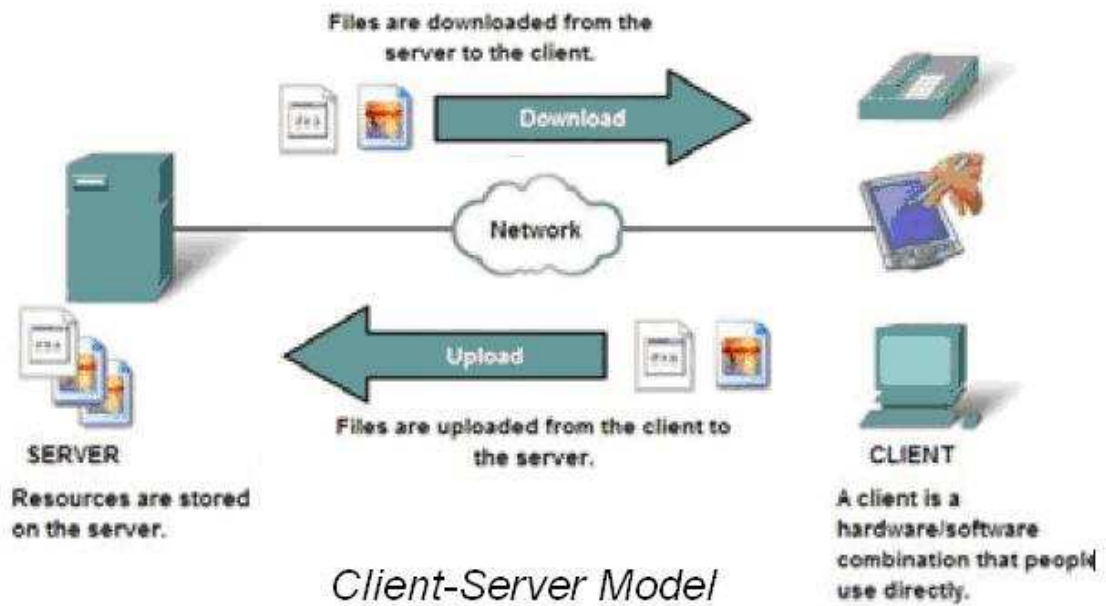 Files are downloaded from the
server to the client.
Download
Network
Upload
Files are uploaded from the client to
the server.
SERVER
Resources are stored
on the server.
CLIENT
A client is a
hardware/software
combination that people
use directly.
Client-Server Model